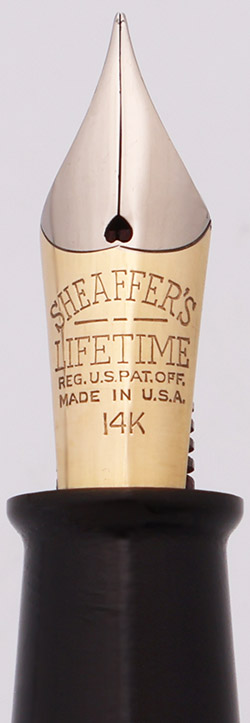 SHEAFFER'S
LIFETIME
REG. U.S. PAT. OFF.
MADE IN U.S.A.
14K